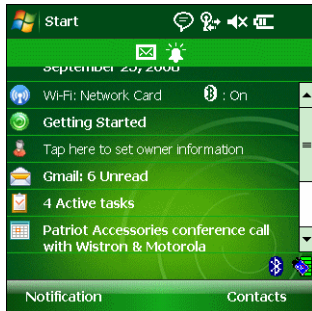 Start
September 25, 2008
Wi-Fi: Network Card : On
Getting Started
Tap here to set owner information
Gmail: 6 Unread
4 Active tasks
Patriot Accessories conference call
with Wistron & Motorola
Notification Contacts